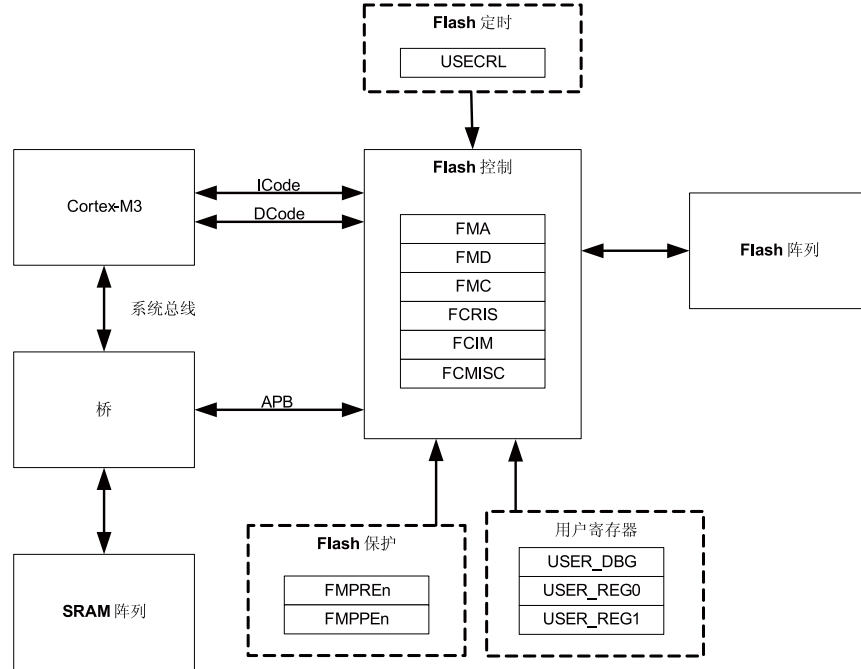 Flash 定时
USECRL
Cortex-M3
ICode
DCode
Flash 控制
FMA
FMD
FMC
FCRIS
FCIM
FCMISC
Flash 阵列
系统总线
桥
APB
SRAM 阵列
Flash 保护
FMPREn
FMPPEn
用户寄存器
USER_DBG
USER_REG0
USER_REG1